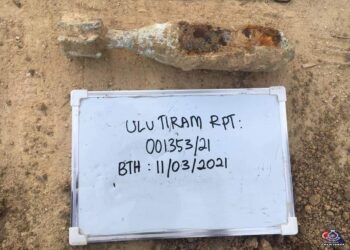 ULU TIRAM RPT:
001353/21
BTH : 11/03/2021